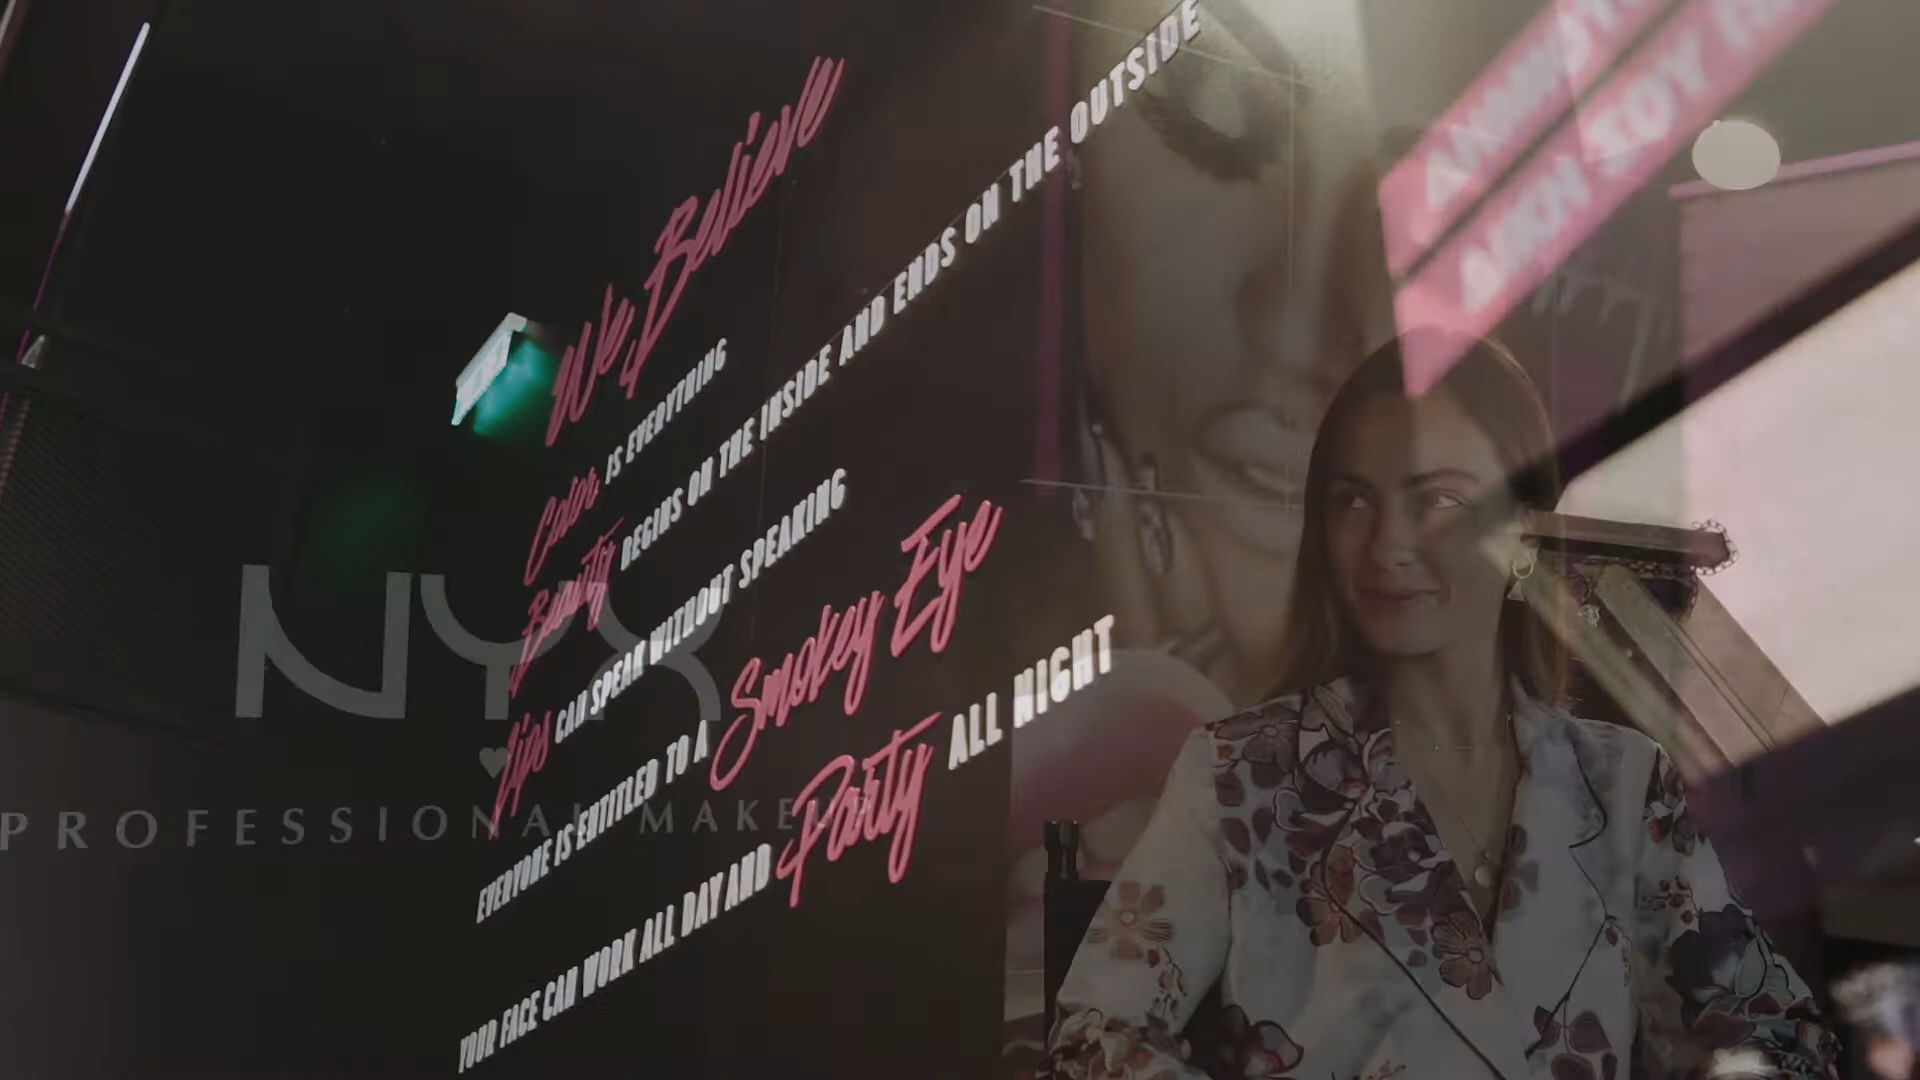 We Believe
Color IS EVERYTHING
Beauty BEGINS ON THE INSIDE AND ENDS ON THE OUTSIDE
Lips CAN SPEAK WITHOUT SPEAKING
EVERYONE IS ENTITLED TO A Smokey Eye
YOUR FACE CAN WORK ALL DAY AND Party ALL NIGHT
NYX
PROFESSIONAL MAKEUP